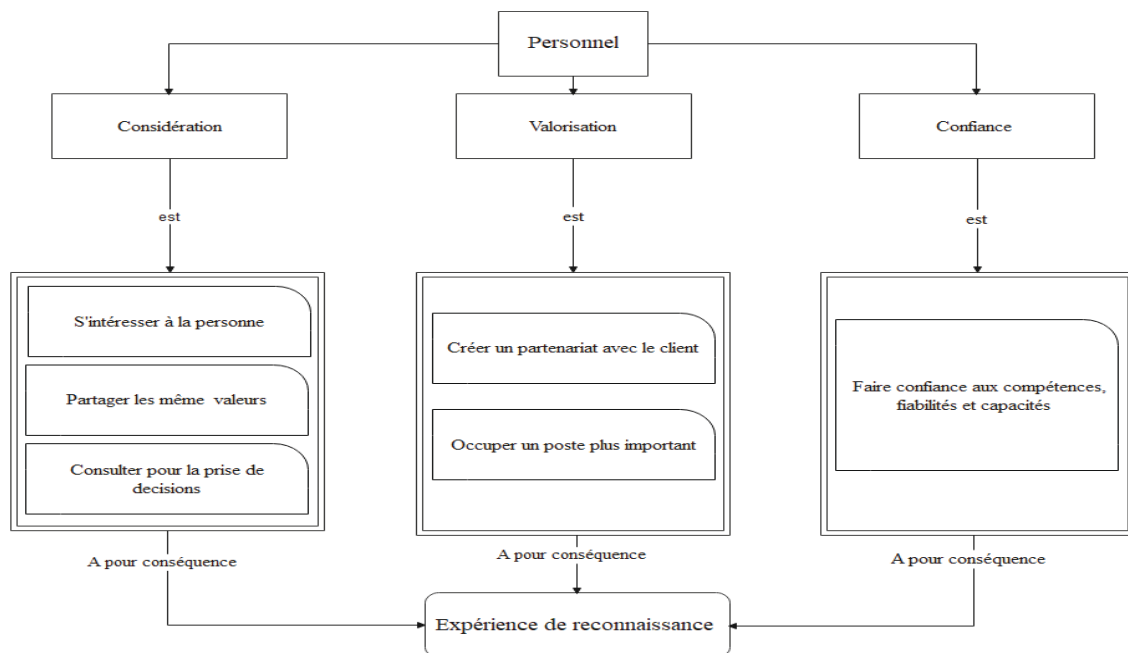 Personnel
Considération
Valorisation
Confiance
est
est
est
S'intéresser à la personne
Partager les même valeurs
Consulter pour la prise de
decisions
Créer un partenariat avec le client
Occuper un poste plus important
Faire confiance aux compétences,
fiabilités et capacités
A pour conséquence
A pour conséquence
A pour conséquence
Expérience de reconnaissance